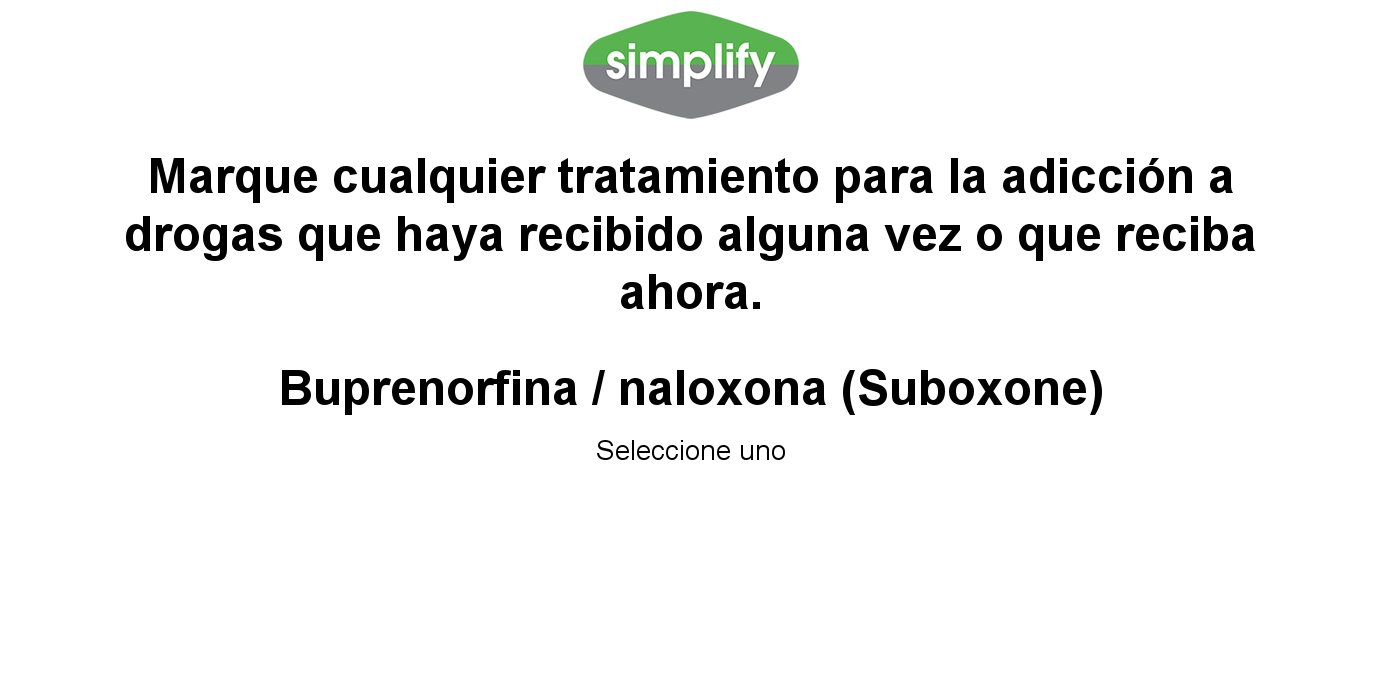 simplify
Marque cualquier tratamiento para la adicción a
drogas que haya recibido alguna vez o que reciba
ahora.
Buprenorfina / naloxona (Suboxone)
Seleccione uno